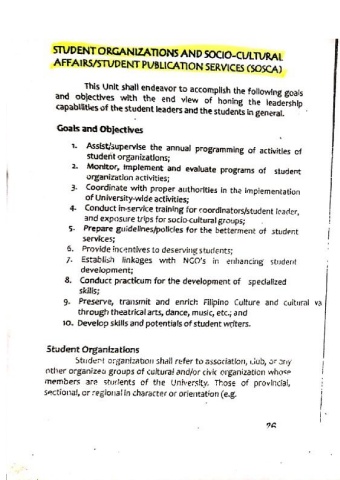 STUDENT ORGANIZATIONS AND SOCIO-CULTURAL
AFFAIRS/STUDENT PUBLICATION SERVICES (SOSCA)
This Unit shall endeavor to accomplish the following goals
and objectives with the end view of honing the leadership
capabilities of the student leaders and the students in general.
Goals and Objectives
1. Assist/supervise the annual programming of activities of
student organizations;
2. Monitor, implement and evaluate programs of student
organization activities;
3. Coordinate with proper authorities in the implementation
of University-wide activities;
4. Conduct in-service training for coordinators/student leader,
and exposure trips for socio-cultural groups;
5. Prepare guidelines/policies for the betterment of student
services;
6. Provide incentives to deserving students;
7. Establish linkages with NGO's in enhancing student
development;
8. Conduct practicum for the development of specialized
skills;
9. Preserve, transmit and enrich Filipino Culture and cultural va
through theatrical arts, dance, music, etc.; and
10. Develop skills and potentials of student writers.
Student Organizations
Student organization shall refer to association, club, or any
other organized groups of cultural and/or civic organization whose
members are students of the University. Those of provincial,
sectional, or regional in character or orientation (e.g.
26